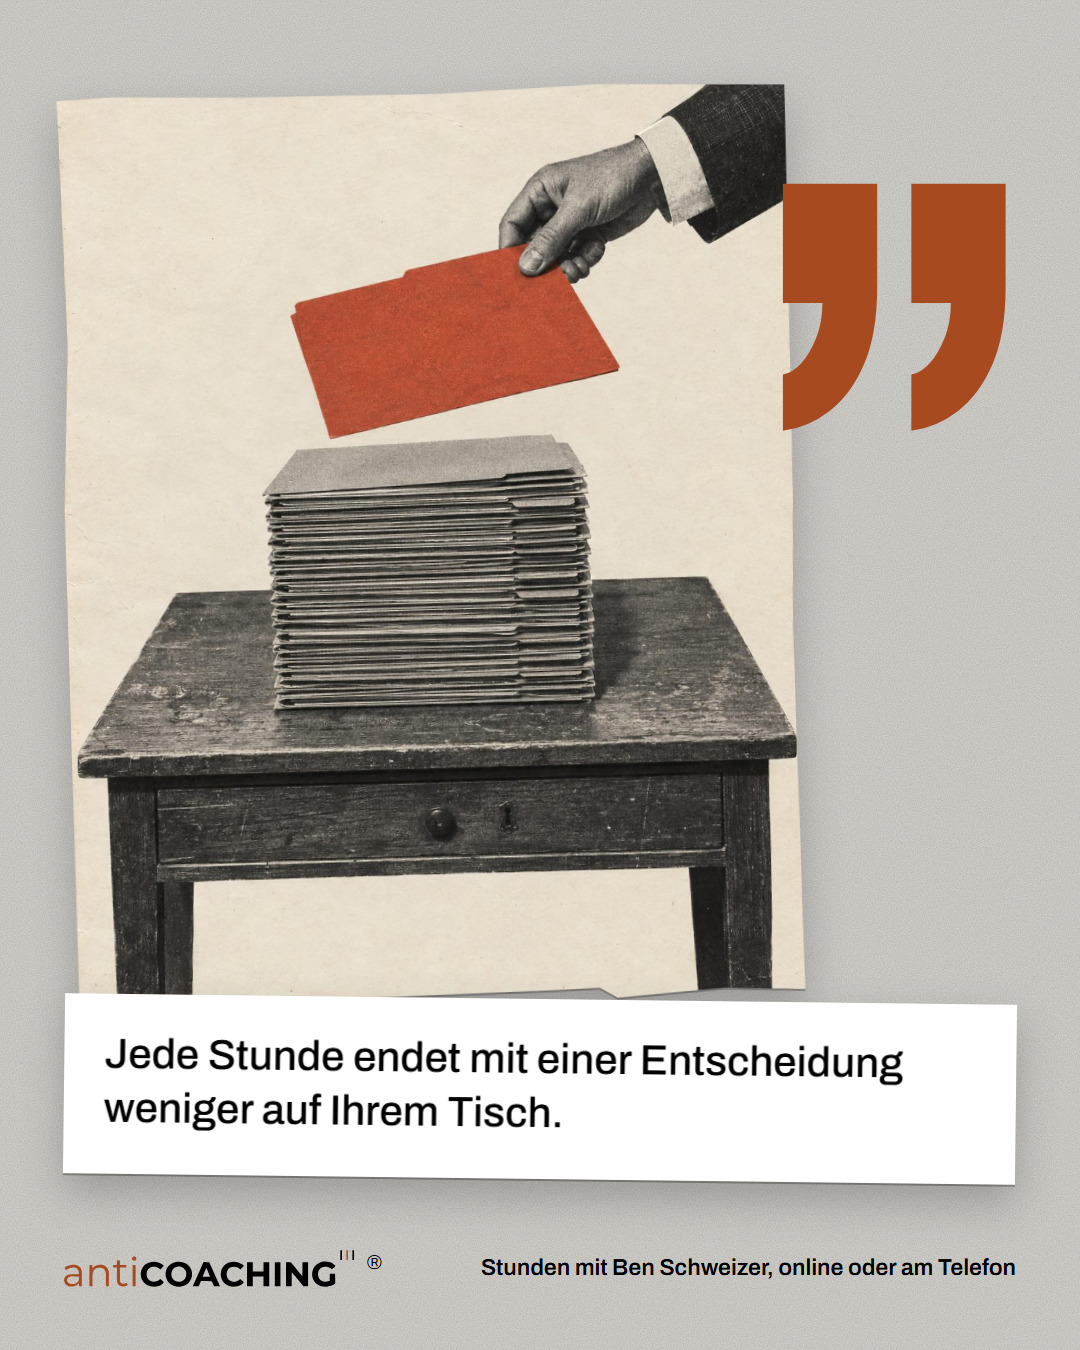 Jede Stunde endet mit einer Entscheidung
weniger auf Ihrem Tisch.
antiCOACHING ®
Stunden mit Ben Schweizer, online oder am Telefon